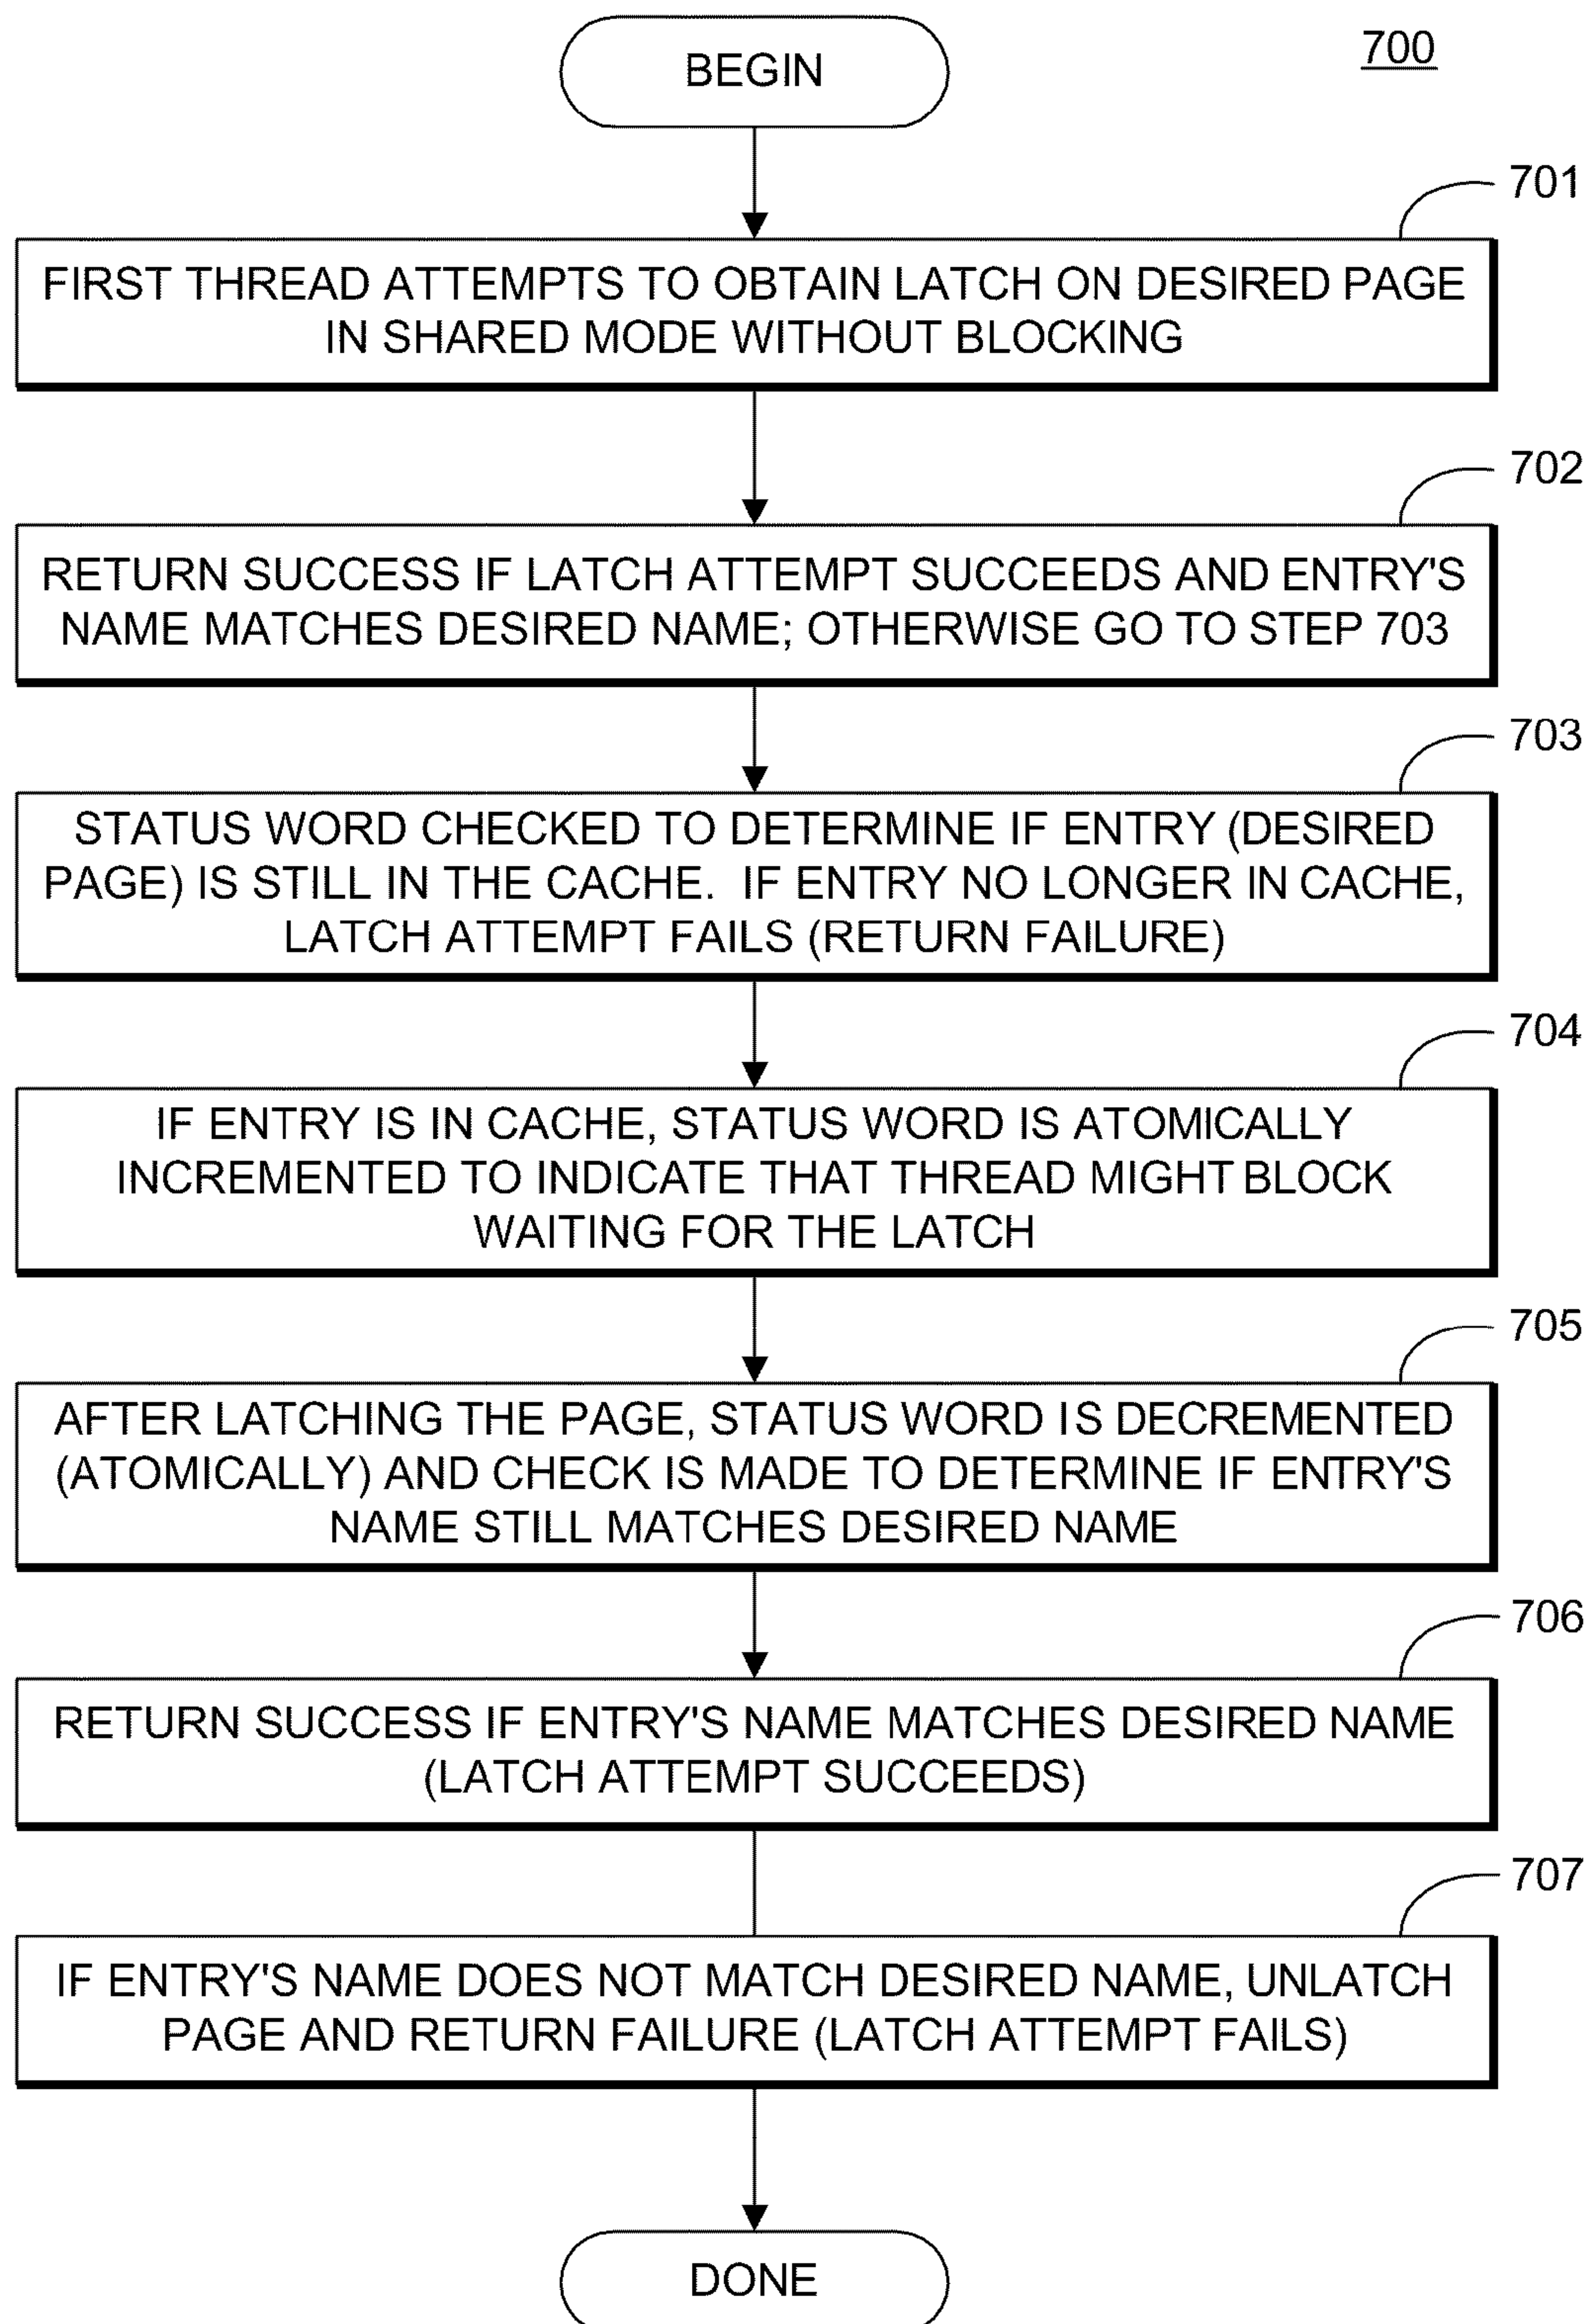 BEGIN
700
701
FIRST THREAD ATTEMPTS TO OBTAIN LATCH ON DESIRED PAGE
IN SHARED MODE WITHOUT BLOCKING
702
RETURN SUCCESS IF LATCH ATTEMPT SUCCEEDS AND ENTRY'S
NAME MATCHES DESIRED NAME; OTHERWISE GO TO STEP 703
703
STATUS WORD CHECKED TO DETERMINE IF ENTRY (DESIRED
PAGE) IS STILL IN THE CACHE. IF ENTRY NO LONGER IN CACHE,
LATCH ATTEMPT FAILS (RETURN FAILURE)
704
IF ENTRY IS IN CACHE, STATUS WORD IS ATOMICALLY
INCREMENTED TO INDICATE THAT THREAD MIGHT BLOCK
WAITING FOR THE LATCH
705
AFTER LATCHING THE PAGE, STATUS WORD IS DECREMENTED
(ATOMICALLY) AND CHECK IS MADE TO DETERMINE IF ENTRY'S
NAME STILL MATCHES DESIRED NAME
706
RETURN SUCCESS IF ENTRY'S NAME MATCHES DESIRED NAME
(LATCH ATTEMPT SUCCEEDS)
707
IF ENTRY'S NAME DOES NOT MATCH DESIRED NAME, UNLATCH
PAGE AND RETURN FAILURE (LATCH ATTEMPT FAILS)
DONE